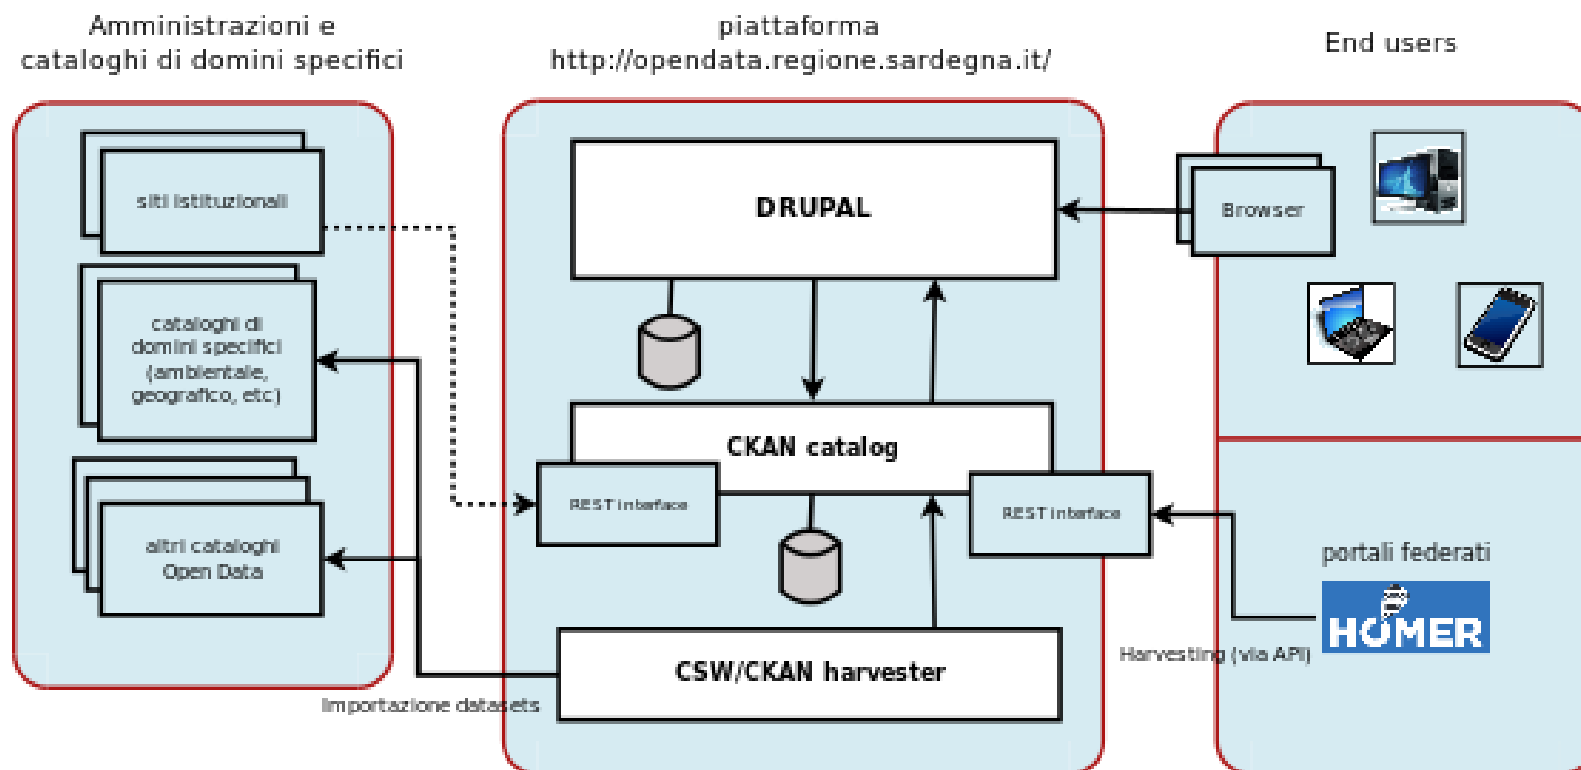 Amministrazioni e
cataghi di domini specifici
siti istituzionali
cataloghi di
domini specifici
(ambientale,
geografico, etc)
altri cataloghi
Open Data
Importazione datasets
piattaforma
http://opendata.regione.sardegna.it/
DRUPAL
CKAN catalog
REST interface
REST interface
CSW/CKAN harvester
End users
Browser
portali federati
HOMER
Harvesting (via API)